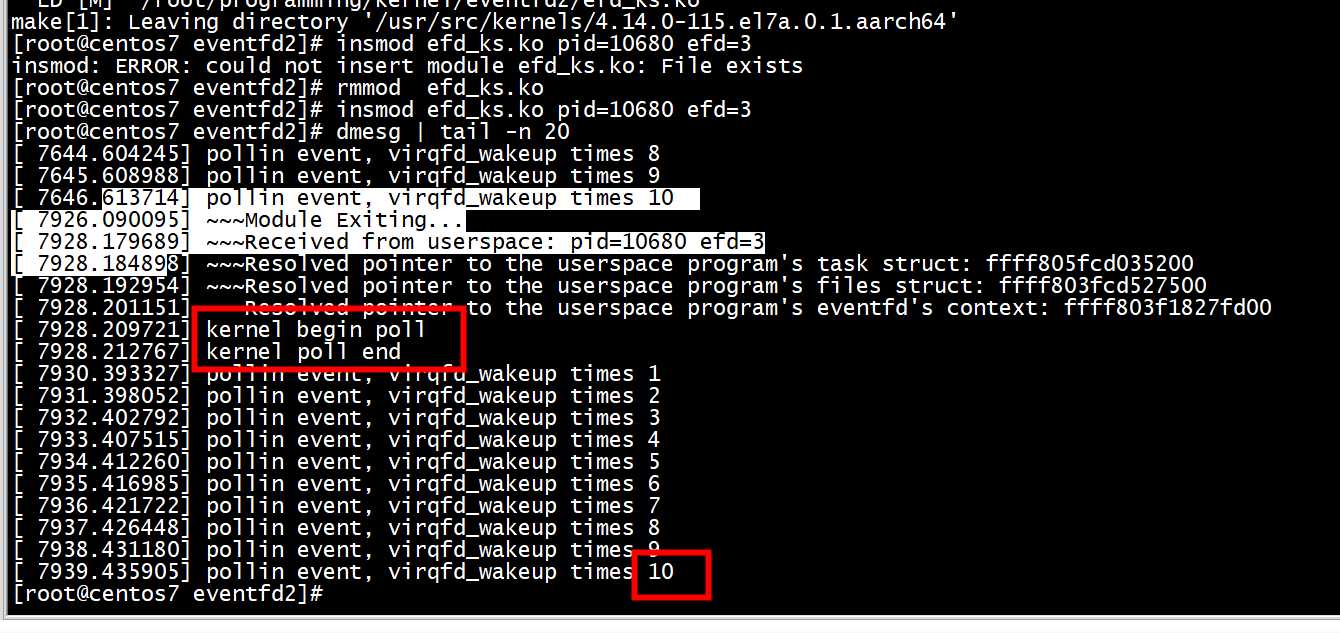 LD [M] /root/programming/kernel/eventfd2/efd_ks.ko
make[1]: Leaving directory '/usr/src/kernels/4.14.0-115.el7a.0.1.aarch64'
[root@centos7 eventfd2]# insmod efd_ks.ko pid=10680 efd=3
insmod: ERROR: could not insert module efd_ks.ko: File exists
[root@centos7 eventfd2]# rmmod  efd_ks.ko
[root@centos7 eventfd2]# insmod efd_ks.ko pid=10680 efd=3
[root@centos7 eventfd2]# dmesg | tail -n 20
[ 7644.604245] pollin event, virqfd_wakeup times 8
[ 7645.608988] pollin event, virqfd_wakeup times 9
[ 7646.613714] pollin event, virqfd_wakeup times 10
[ 7926.090095] ~~~Module Exiting...
[ 7928.179689] ~~~Received from userspace: pid=10680 efd=3
[ 7928.184898] ~~~Resolved pointer to the userspace program's task struct: ffff805fcd035200
[ 7928.192954] ~~~Resolved pointer to the userspace program's files struct: ffff803fcd527500
[ 7928.201151] ~~~Resolved pointer to the userspace program's eventfd's context: ffff803f1827fd00
[ 7928.209721] kernel begin poll
[ 7928.212767] kernel poll end
[ 7930.393327] pollin event, virqfd_wakeup times 1
[ 7931.398052] pollin event, virqfd_wakeup times 2
[ 7932.402792] pollin event, virqfd_wakeup times 3
[ 7933.407515] pollin event, virqfd_wakeup times 4
[ 7934.412260] pollin event, virqfd_wakeup times 5
[ 7935.416985] pollin event, virqfd_wakeup times 6
[ 7936.421722] pollin event, virqfd_wakeup times 7
[ 7937.426448] pollin event, virqfd_wakeup times 8
[ 7938.431180] pollin event, virqfd_wakeup times 9
[ 7939.435905] pollin event, virqfd_wakeup times 10
[root@centos7 eventfd2]#